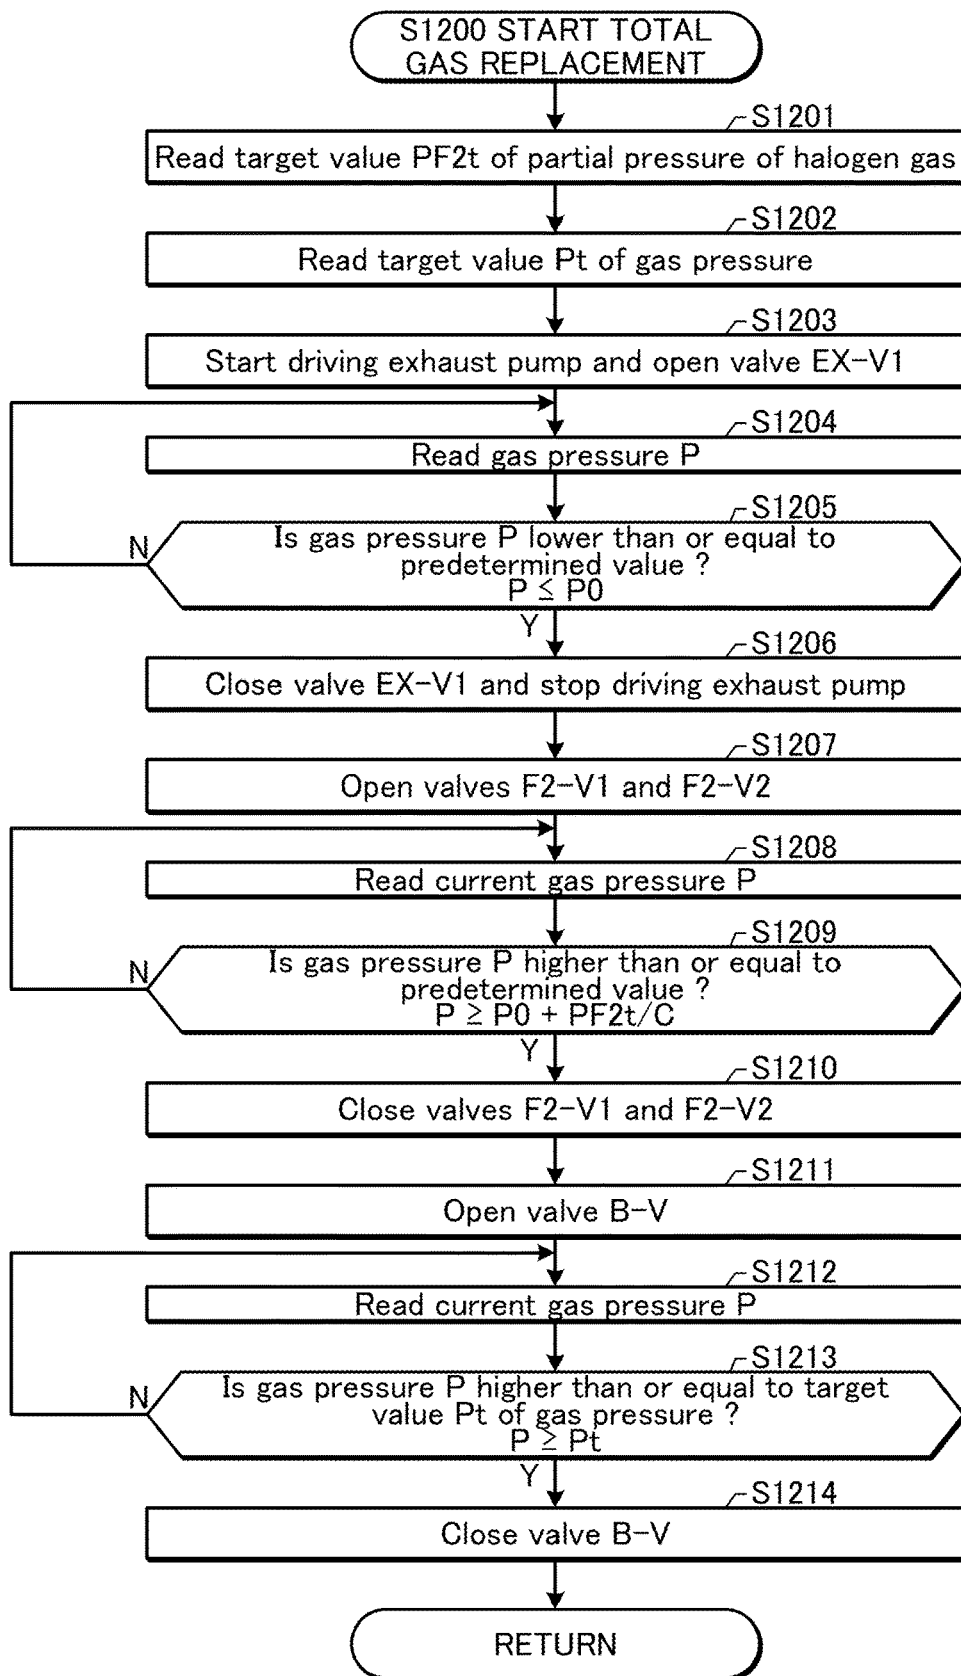 S1200 START TOTAL
GAS REPLACEMENT
S1201
Read target value PF2t of partial pressure of halogen gas
S1202
Read target value Pt of gas pressure
S1203
Start driving exhaust pump and open valve EX-V1
S1204
Read gas pressure P
S1205
Is gas pressure P lower than or equal to
predetermined value ?
P ≤ P0
N
Y
S1206
Close valve EX-V1 and stop driving exhaust pump
S1207
Open valves F2-V1 and F2-V2
S1208
Read current gas pressure P
S1209
Is gas pressure P higher than or equal to
predetermined value ?
P ≥ P0 + PF2t/C
N
Y
S1210
Close valves F2-V1 and F2-V2
S1211
Open valve B-V
S1212
Read current gas pressure P
S1213
Is gas pressure P higher than or equal to target
value Pt of gas pressure ?
P ≥ Pt
N
Y
S1214
Close valve B-V
RETURN